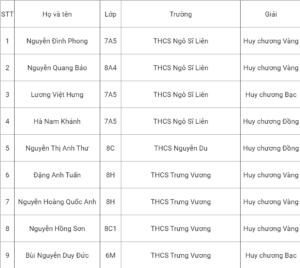 STT Họ và tên Lớp Trường Giải
1 Nguyễn Đình Phong 7A5 THCS Ngô Sĩ Liên Huy chương Vàng
2 Nguyễn Quang Bảo 8A4 THCS Ngô Sĩ Liên Huy chương Vàng
3 Lương Việt Hưng 7A5 THCS Ngô Sĩ Liên Huy chương Bạc
4 Hà Nam Khánh 7A5 THCS Ngô Sĩ Liên Huy chương Đồng
5 Nguyễn Thị Anh Thư 8C THCS Nguyễn Du Huy chương Đồng
6 Đặng Anh Tuấn 8H THCS Trưng Vương Huy chương Vàng
7 Nguyễn Hoàng Quốc Anh 8H THCS Trưng Vương Huy chương Vàng
8 Nguyễn Hồng Sơn 8C1 THCS Trưng Vương Huy chương Vàng
9 Bùi Nguyễn Duy Đức 6M THCS Trưng Vương Huy chương Bạc